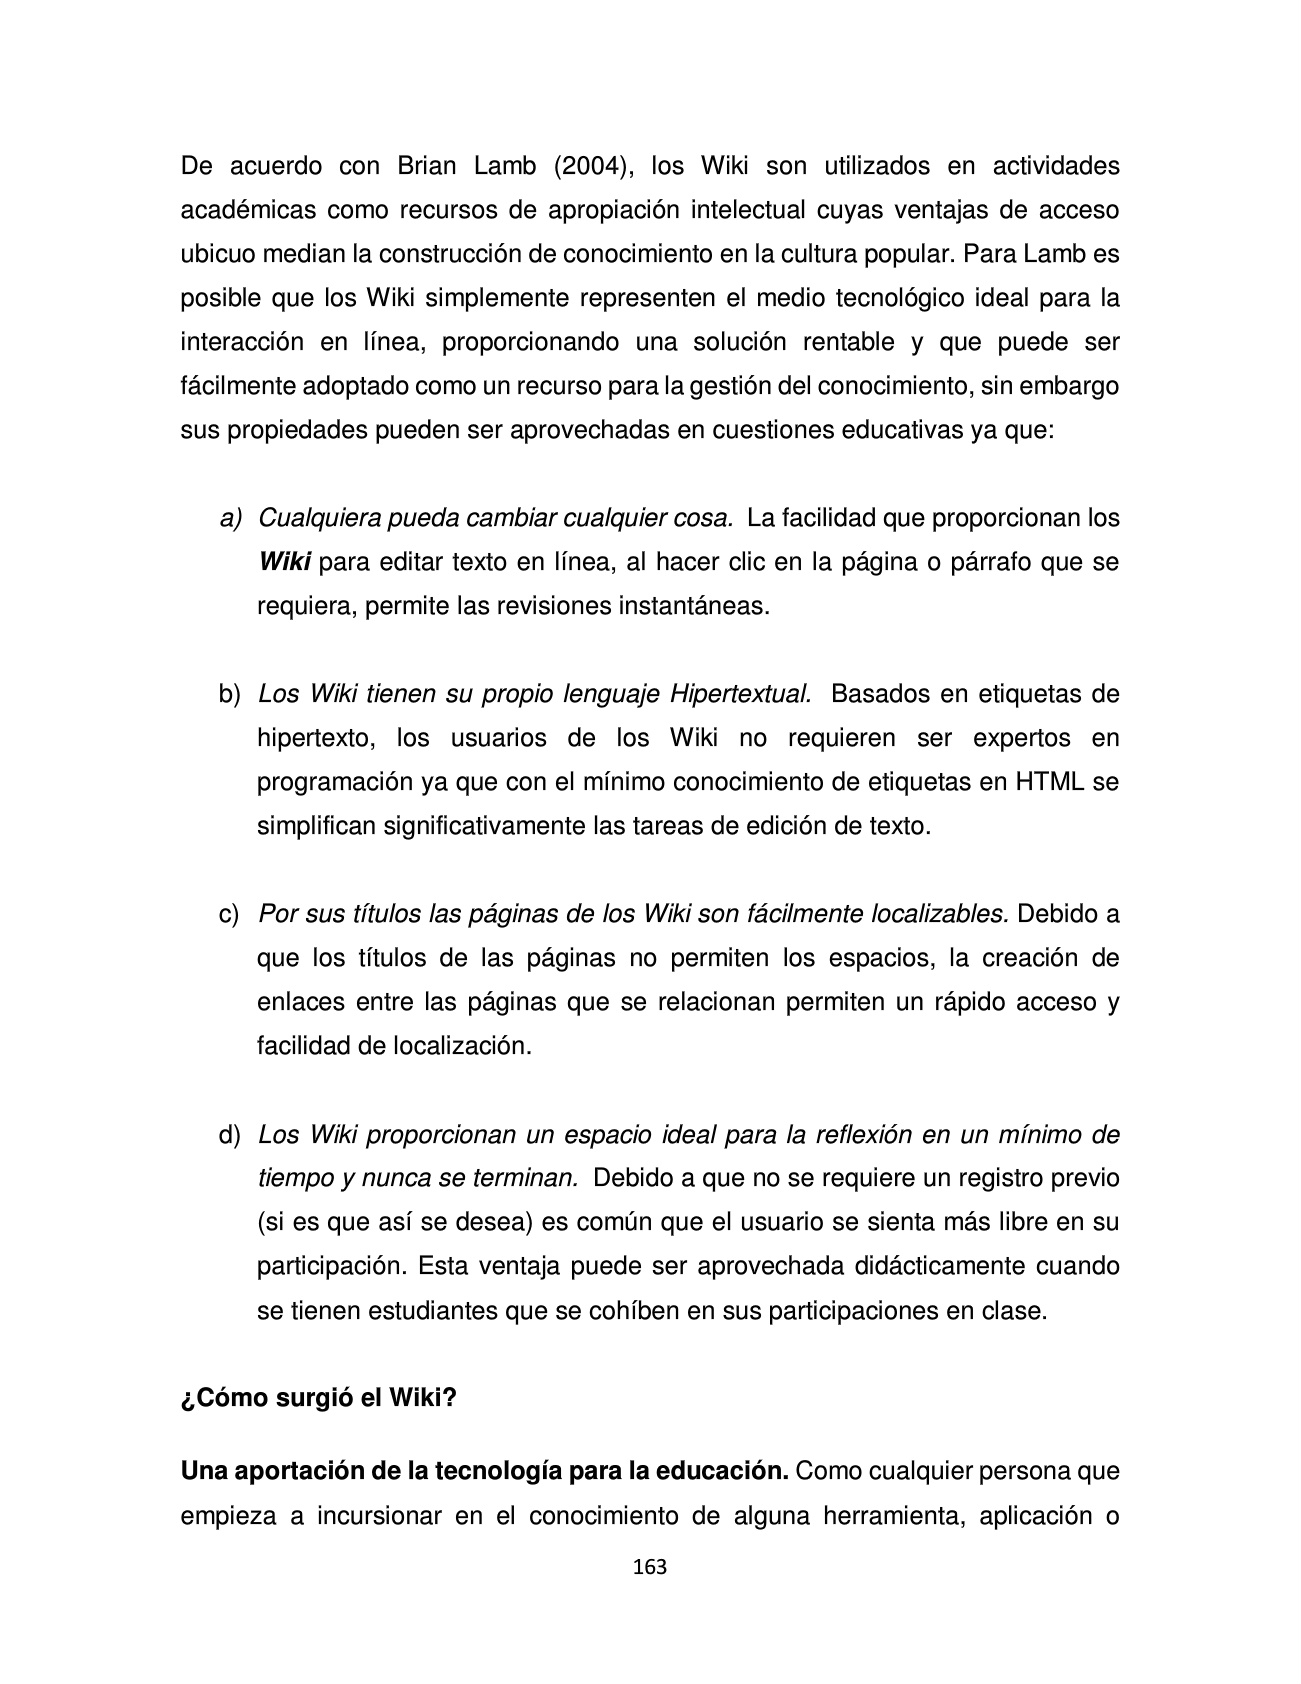 De acuerdo con Brian Lamb (2004), los Wiki son utilizados en actividades
académicas como recursos de apropiación intelectual cuyas ventajas de acceso
ubicuo median la construcción de conocimiento en la cultura popular. Para Lamb es
posible que los Wiki simplemente representen el medio tecnológico ideal para la
interacción en línea, proporcionando una solución rentable y que puede ser
fácilmente adoptado como un recurso para la gestión del conocimiento, sin embargo
sus propiedades pueden ser aprovechadas en cuestiones educativas ya que:
a) Cualquiera pueda cambiar cualquier cosa. La facilidad que proporcionan los
Wiki para editar texto en línea, al hacer clic en la página o párrafo que se
requiera, permite las revisiones instantáneas.
b) Los Wiki tienen su propio lenguaje Hipertextual. Basados en etiquetas de
hipertexto, los usuarios de los Wiki no requieren ser expertos en
programación ya que con el mínimo conocimiento de etiquetas en HTML se
simplifican significativamente las tareas de edición de texto.
c) Por sus títulos las páginas de los Wiki son fácilmente localizables. Debido a
que los títulos de las páginas no permiten los espacios, la creación de
enlaces entre las páginas que se relacionan permiten un rápido acceso y
facilidad de localización.
d) Los Wiki proporcionan un espacio ideal para la reflexión en un mínimo de
tiempo y nunca se terminan. Debido a que no se requiere un registro previo
(si es que así se desea) es común que el usuario se sienta más libre en su
participación. Esta ventaja puede ser aprovechada didácticamente cuando
se tienen estudiantes que se cohíben en sus participaciones en clase.
¿Cómo surgió el Wiki?
Una aportación de la tecnología para la educación. Como cualquier persona que
empieza a incursionar en el conocimiento de alguna herramienta, aplicación o
163